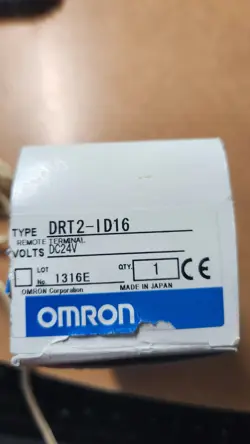 TYPE DRT2-ID16
REMOTE TERMINAL
VOLTS DC24V
LOT No. 1316E QTY. 1 CE
OMRON Corporation MADE IN JAPAN
OMRON